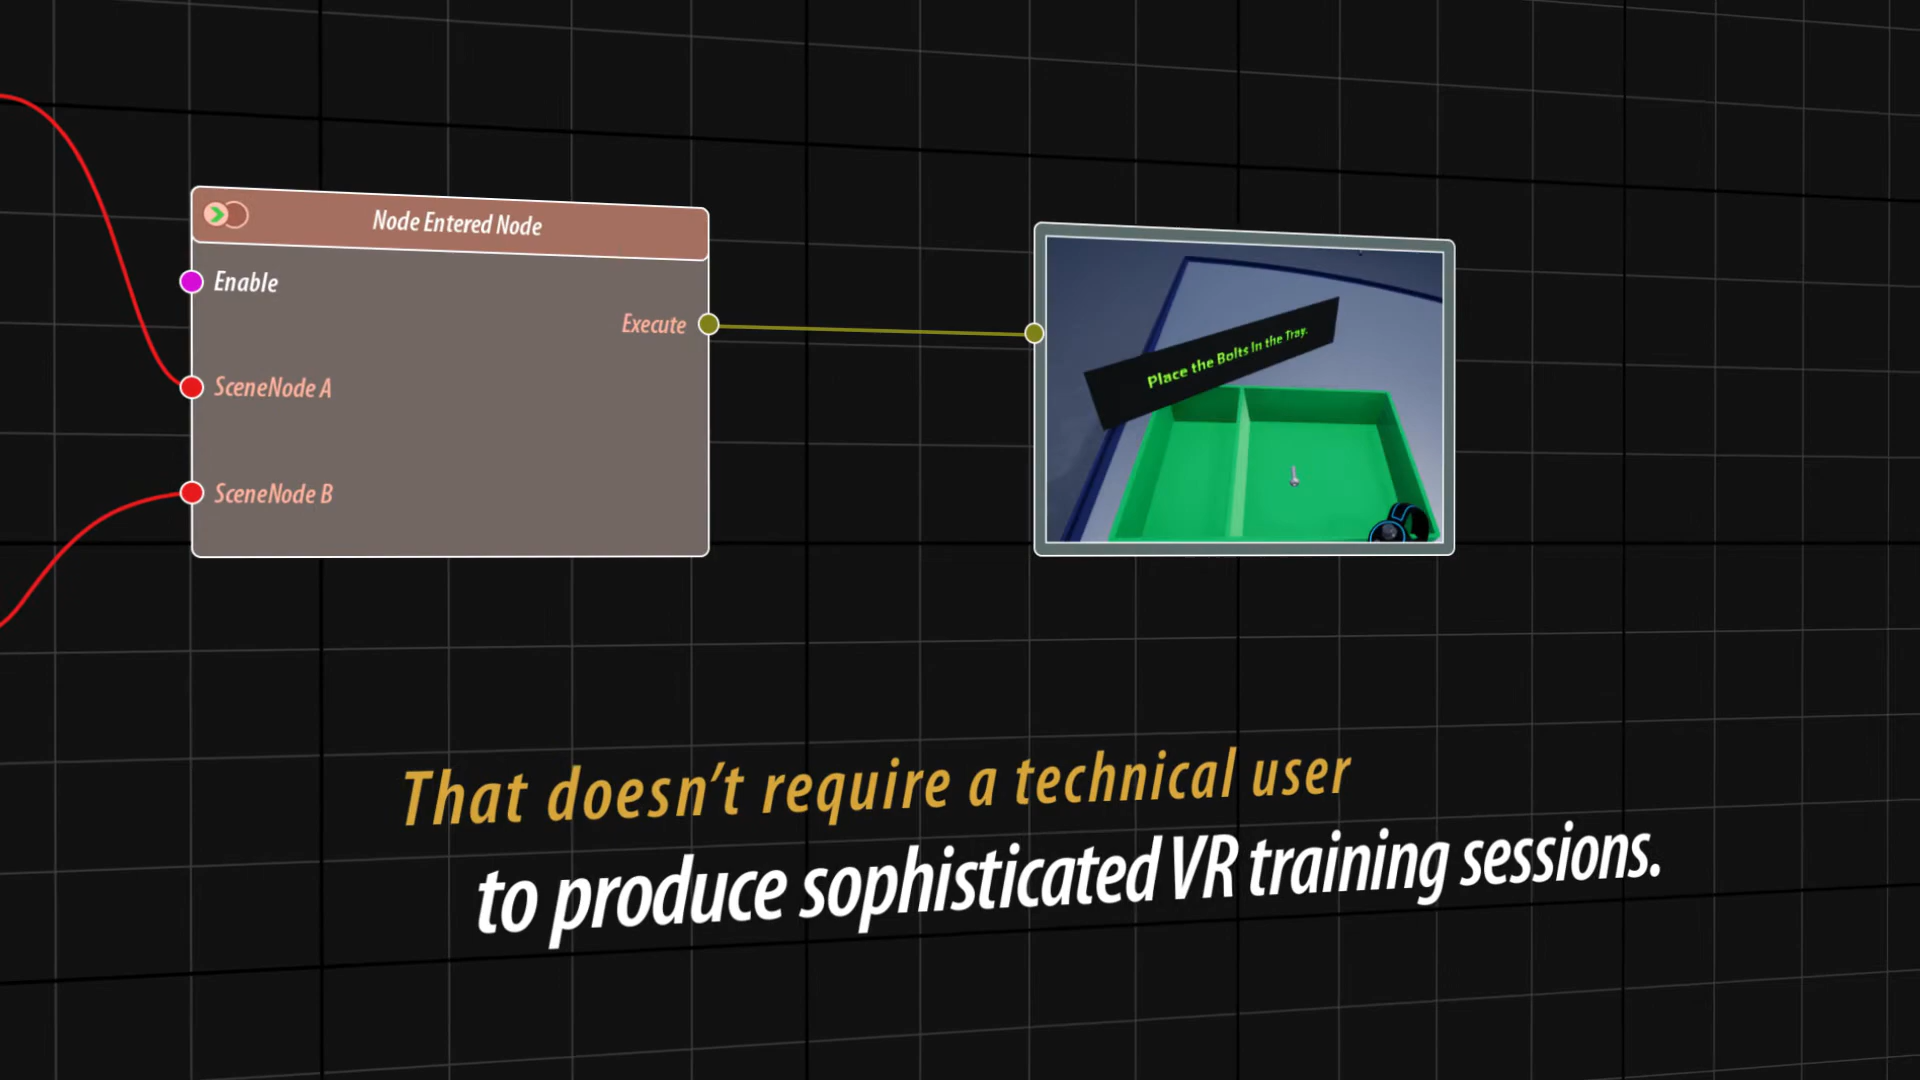 Node Entered Node
Enable
Execute
SceneNode A
SceneNode B
Place the Bolts In the Tray.
That doesn't require a technical user
to produce sophisticated VR training sessions.